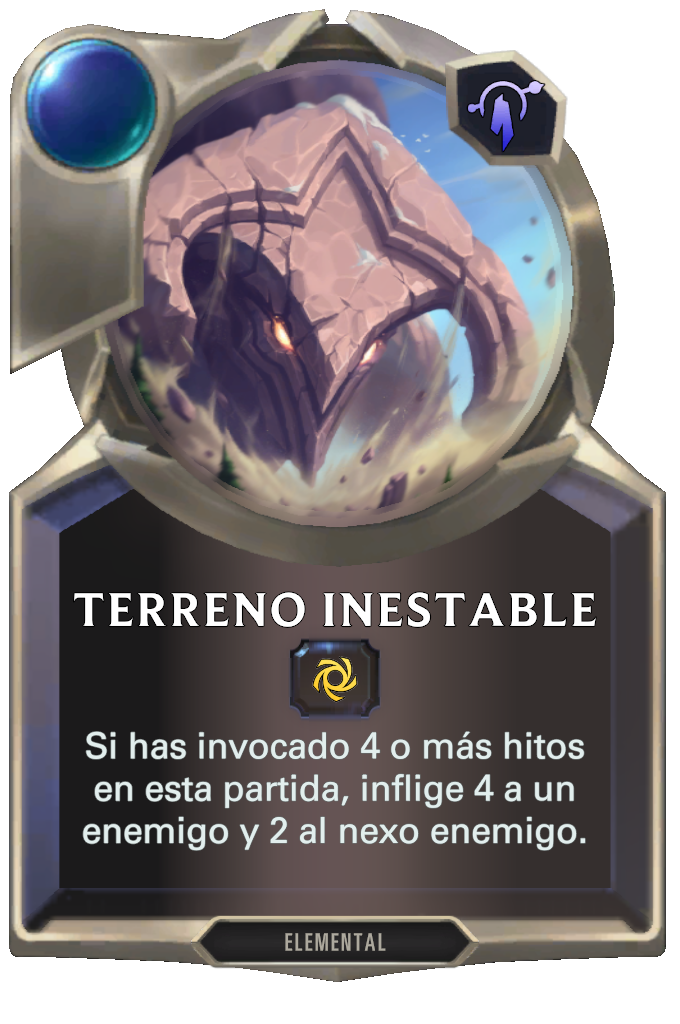 TERRENO INESTABLE
Si has invocado 4 o más hitos
en esta partida, inflige 4 a un
enemigo y 2 al nexo enemigo.
ELEMENTAL